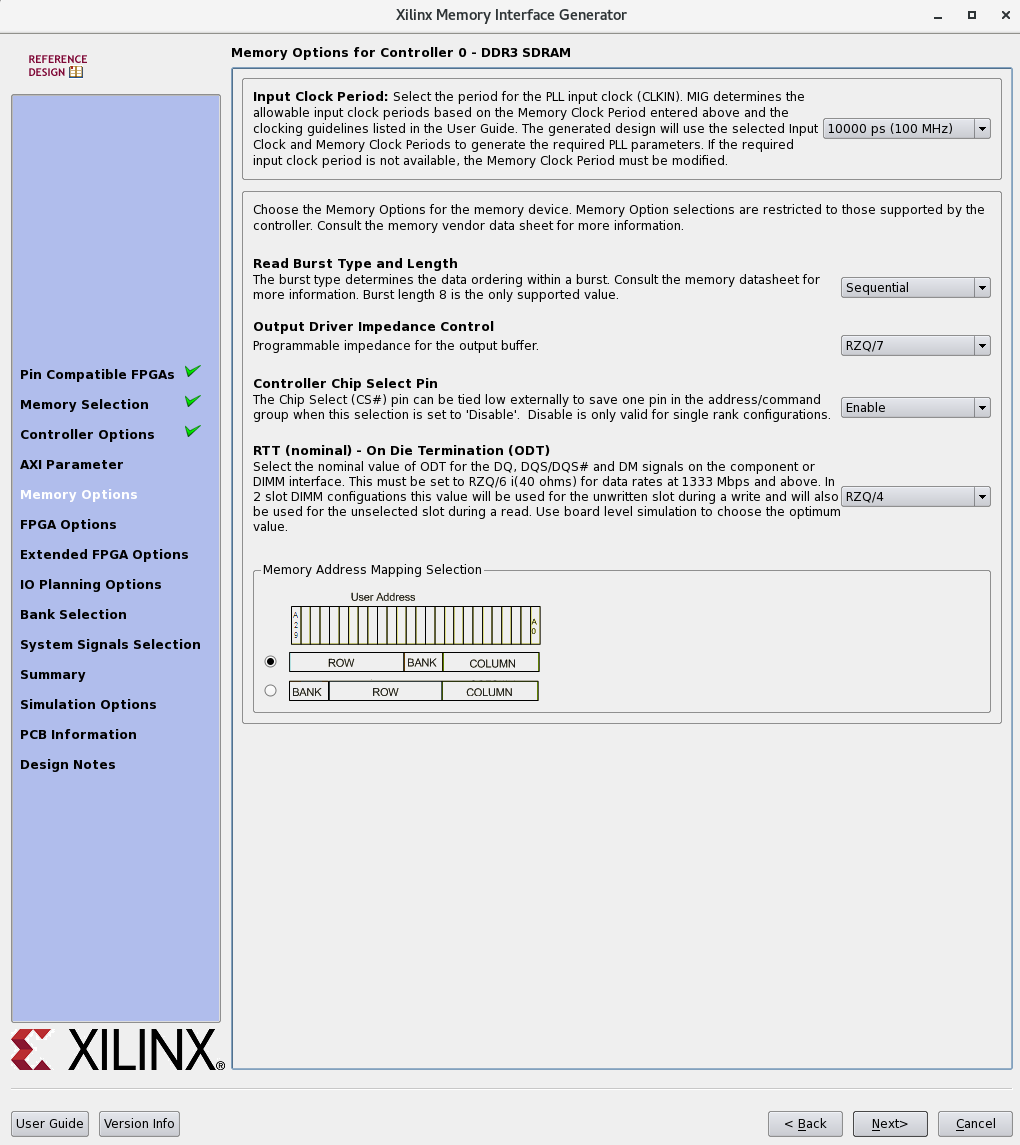 Xilinx Memory Interface Generator
REFERENCE
DESIGN
Pin Compatible FPGAs
Memory Selection
Controller Options
AXI Parameter
Memory Options
FPGA Options
Extended FPGA Options
IO Planning Options
Bank Selection
System Signals Selection
Summary
Simulation Options
PCB Information
Design Notes
XILINX®
Memory Options for Controller 0 - DDR3 SDRAM
Input Clock Period: Select the period for the PLL input clock (CLKIN). MIG determines the
allowable input clock periods based on the Memory Clock Period entered above and the
clocking guidelines listed in the User Guide. The generated design will use the selected Input
Clock and Memory Clock Periods to generate the required PLL parameters. If the required
input clock period is not available, the Memory Clock Period must be modified.
10000 ps (100 MHz)
Choose the Memory Options for the memory device. Memory Option selections are restricted to those supported by the
controller. Consult the memory vendor data sheet for more information.
Read Burst Type and Length
The burst type determines the data ordering within a burst. Consult the memory datasheet for
more information. Burst length 8 is the only supported value.
Sequential
Output Driver Impedance Control
Programmable impedance for the output buffer.
RZQ/7
Controller Chip Select Pin
The Chip Select (CS#) pin can be tied low externally to save one pin in the address/command
group when this selection is set to 'Disable'.  Disable is only valid for single rank configurations.
Enable
RTT (nominal) - On Die Termination (ODT)
Select the nominal value of ODT for the DQ, DQS/DQS# and DM signals on the component or
DIMM interface. This must be set to RZQ/6 i(40 ohms) for data rates at 1333 Mbps and above. In
2 slot DIMM configuations this value will be used for the unwritten slot during a write and will also
be used for the unselected slot during a read. Use board level simulation to choose the optimum
value.
RZQ/4
Memory Address Mapping Selection
User Address
A29
A0
ROW BANK COLUMN
BANK ROW COLUMN
User Guide
Version Info
< Back
Next>
Cancel